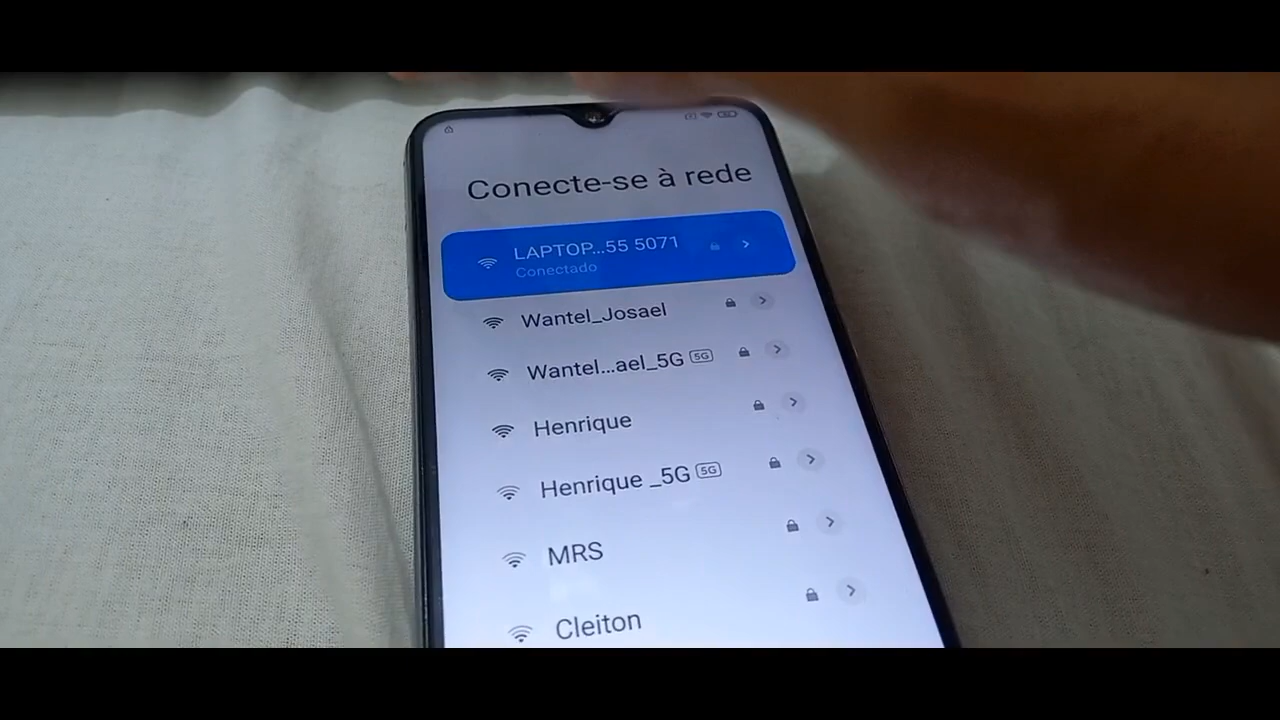 Conecte-se à rede
LAPTOP...55 5071
Conectado
Wantel_Josael
Wantel...ael_5G 5G
Henrique
Henrique _5G 5G
MRS
Cleiton